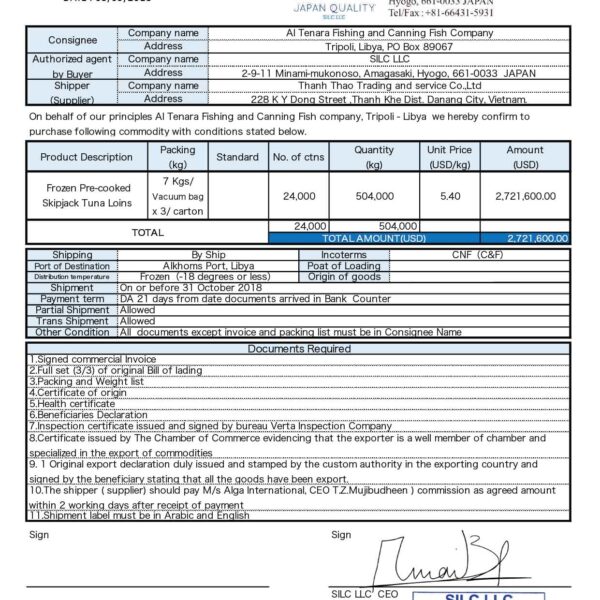 JAPAN QUALITY
SILC LLC
Hyogo, 661-0033 JAPAN
Tel/Fax: +81-66431-5931
Consignee
Company name
Al Tenara Fishing and Canning Fish Company
Address
Tripoli, Libya, PO Box 89067
Authorized agent by Buyer
Company name
SILC LLC
Address
2-9-11 Minami-mukonoso, Amagasaki, Hyogo, 661-0033 JAPAN
Shipper (Supplier)
Company name
Thanh Thao Trading and service Co.,Ltd
Address
228 K Y Dong Street ,Thanh Khe Dist. Danang City, Vietnam.
On behalf of our principles Al Tenara Fishing and Canning Fish company, Tripoli - Libya we hereby confirm to
purchase following commodity with conditions stated below.
Product Description
Packing (kg)
Standard
No. of ctns
Quantity (kg)
Unit Price (USD/kg)
Amount (USD)
Frozen Pre-cooked
Skipjack Tuna Loins
7 Kgs/
Vacuum bag
x 3/ carton
24,000
504,000
5.40
2,721,600.00
TOTAL
24,000
504,000
TOTAL AMOUNT(USD)
2,721,600.00
Shipping
By Ship
Incoterms
CNF (C&F)
Port of Destination
Alkhoms Port, Libya
Poat of Loading
Distribution temperature
Frozen (-18 degrees or less)
Origin of goods
Shipment
On or before 31 October 2018
Payment term
DA 21 days from date documents arrived in Bank Counter
Partial Shipment
Allowed
Trans Shipment
Allowed
Other Condition
All documents except invoice and packing list must be in Consignee Name
Documents Required
1.Signed commercial Invoice
2.Full set (3/3) of original Bill of lading
3.Packing and Weight list
4.Certificate of origin
5.Health certificate
6.Beneficiaries Declaration
7.Inspection certificate issued and signed by bureau Verta Inspection Company
8.Certificate issued by The Chamber of Commerce evidencing that the exporter is a well member of chamber and
specialized in the export of commodities
9. 1 Original export declaration duly issued and stamped by the custom authority in the exporting country and
signed by the beneficiary stating that all the goods have been export.
10.The shipper ( supplier) should pay M/s Alga International, CEO T.Z.Mujibudheen ) commission as agreed amount
within 2 working days after receipt of payment
11.Shipment label must be in Arabic and English
Sign
Sign
SILC LLC CEO
SILC LLC